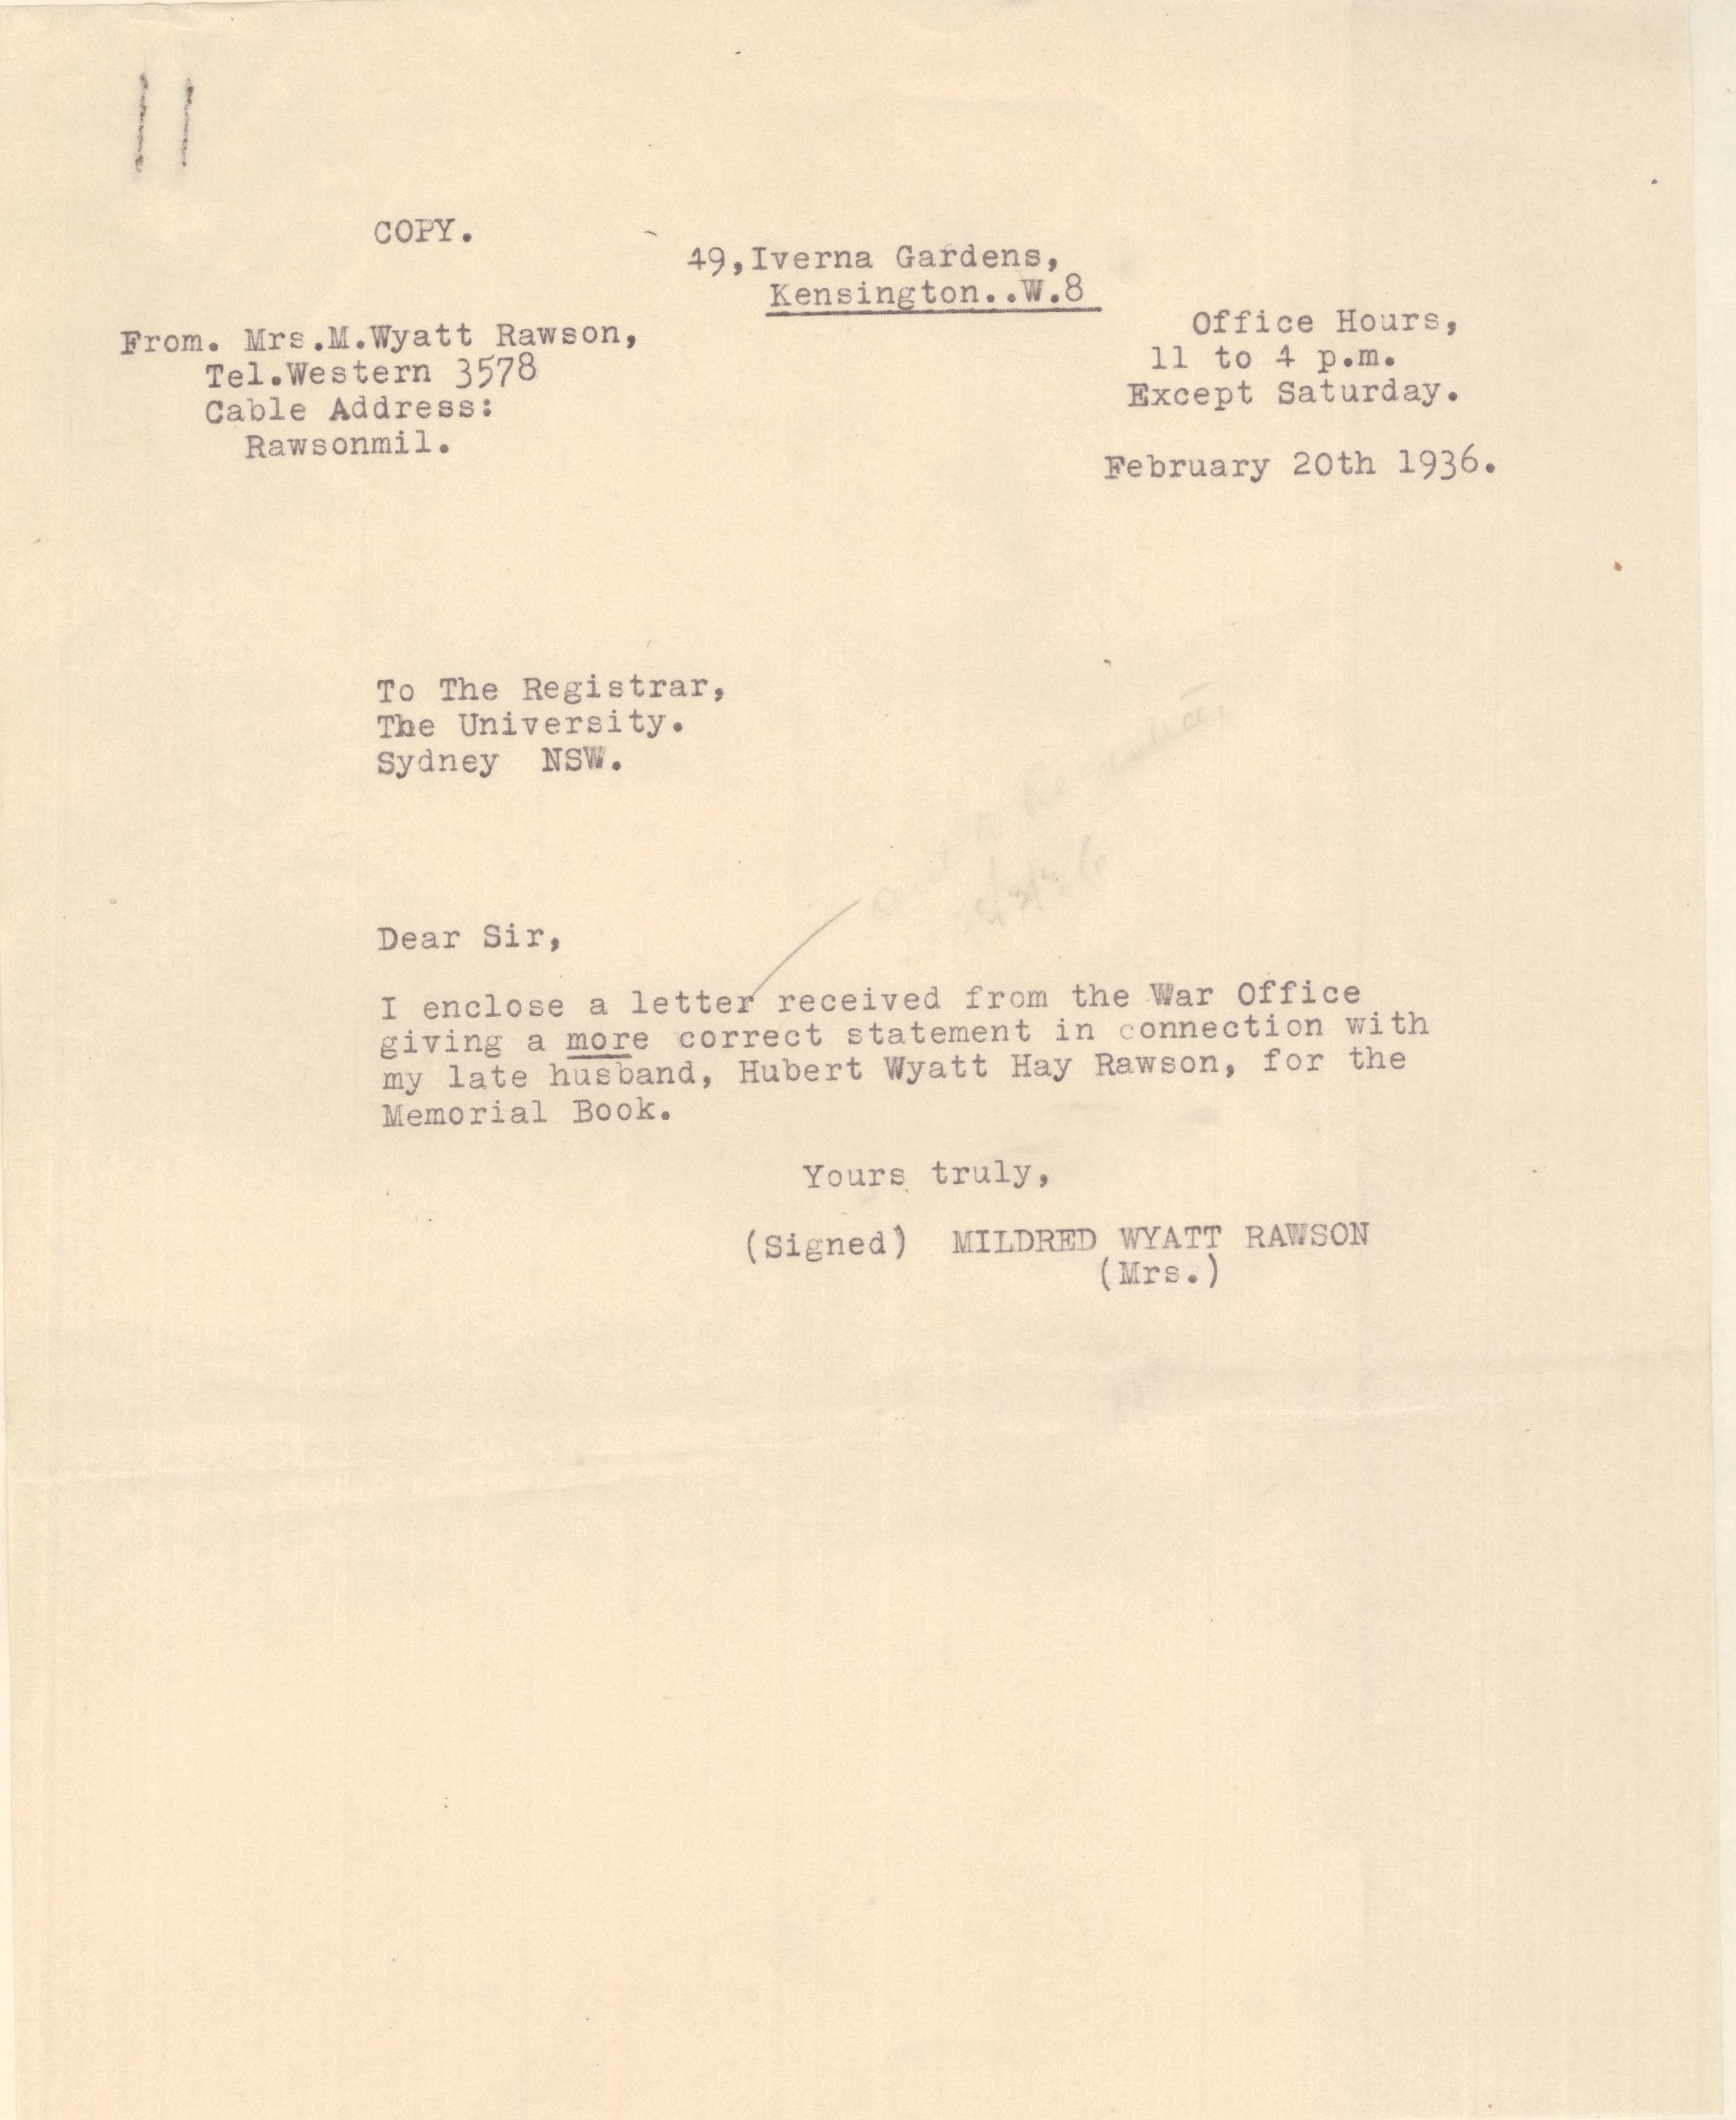 11
COPY.
49,Iverna Gardens,
Kensington..W.8
From. Mrs.M.Wyatt Rawson,
Tel.Western 3578
Cable Address:
Rawsonmil.
Office Hours,
11 to 4 p.m.
Except Saturday.
February 20th 1936.
To The Registrar,
The University.
Sydney NSW.
Dear Sir,
I enclose a letter received from the War Office
giving a more correct statement in connection with
my late husband, Hubert Wyatt Hay Rawson, for the
Memorial Book.
Yours truly,
(Signed) MILDRED WYATT RAWSON
(Mrs.)